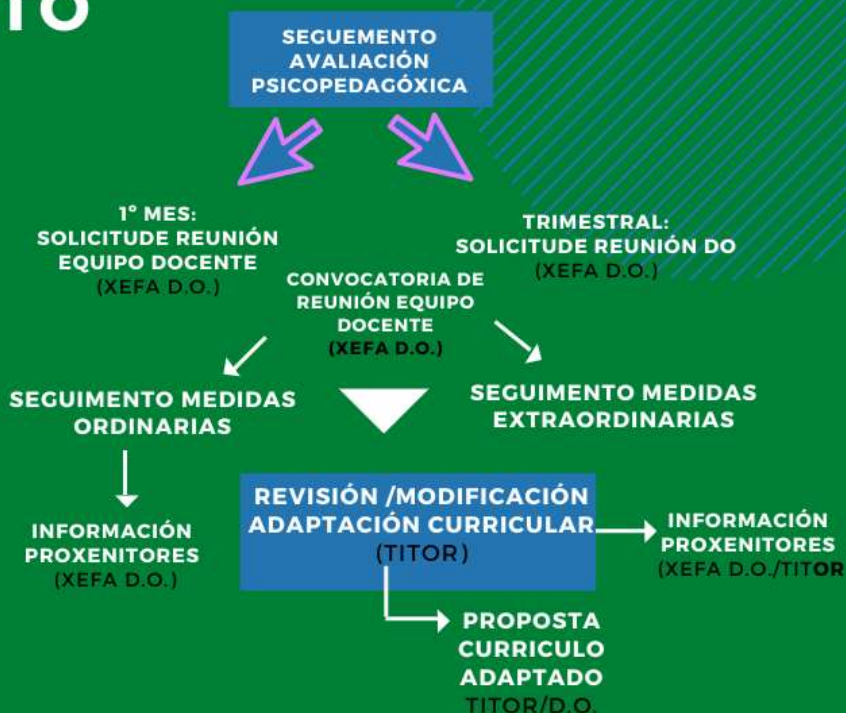 TO
SEGUEMENTO
AVALIACIÓN
PSICOPEDAGÓXICA
1º MES:
SOLICITUDE REUNIÓN
EQUIPO DOCENTE
(XEFA D.O.)
TRIMESTRAL:
SOLICITUDE REUNIÓN DO
(XEFA D.O.)
CONVOCATORIA DE
REUNIÓN EQUIPO
DOCENTE
(XEFA D.O.)
SEGUIMENTO MEDIDAS
ORDINARIAS
SEGUIMENTO MEDIDAS
EXTRAORDINARIAS
INFORMACIÓN
PROXENITORES
(XEFA D.O.)
REVISIÓN /MODIFICACIÓN
ADAPTACIÓN CURRICULAR
(TITOR)
INFORMACIÓN
PROXENITORES
(XEFA D.O./TITOR
PROPOSTA
CURRICULO
ADAPTADO
TITOR/D.O.